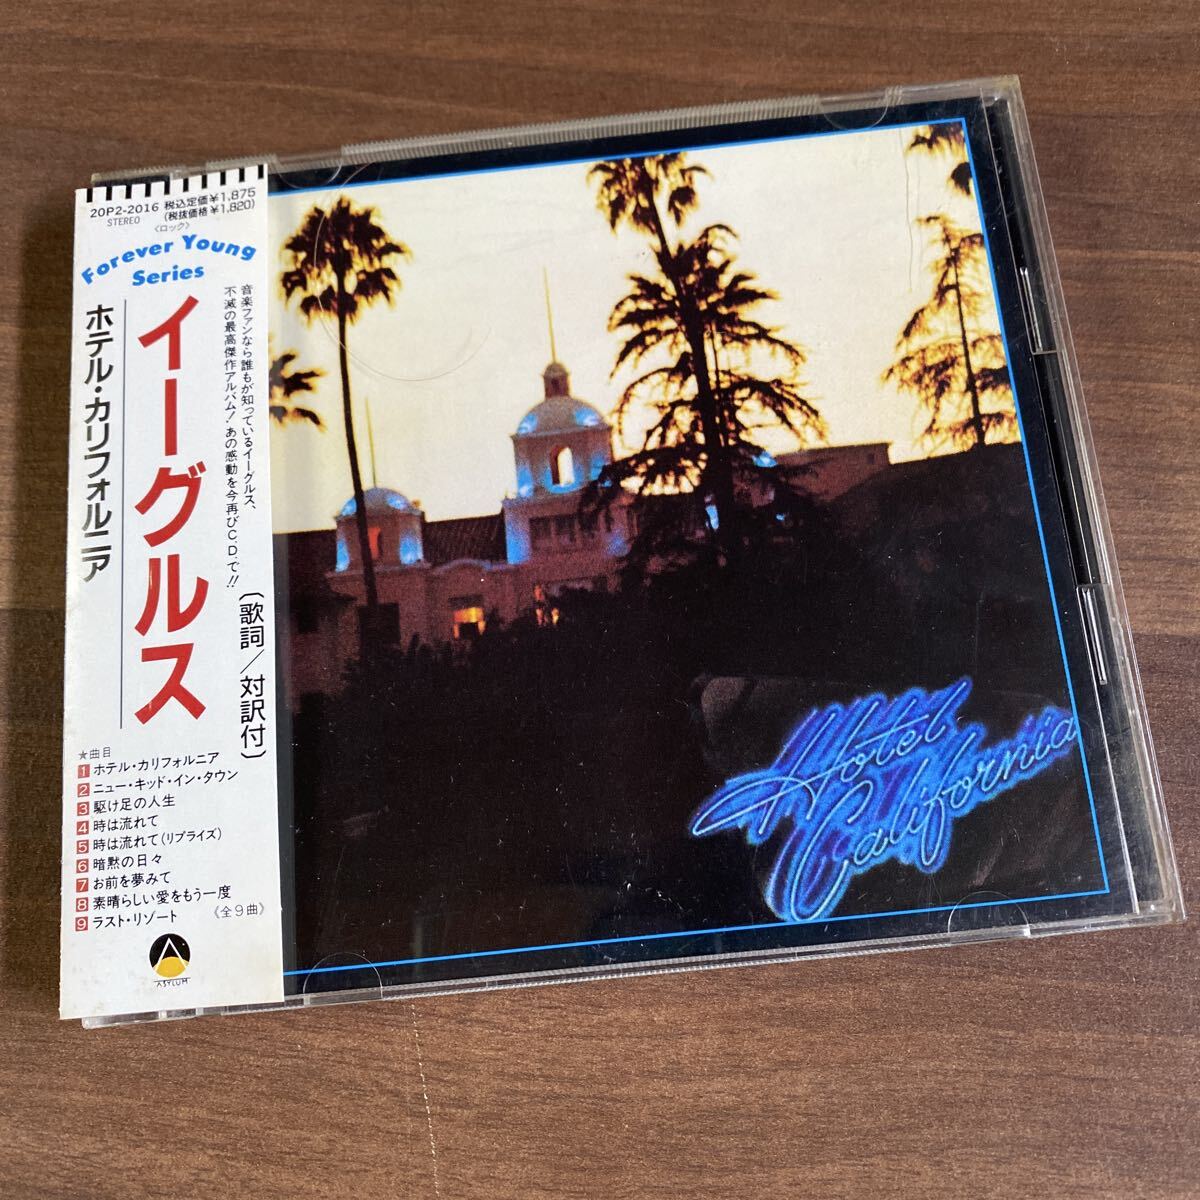 20P2-2016 税込定価¥1,875
STEREO (税抜価格¥1,820)
〈ロック〉
Forever Young
Series
音楽ファンなら誰もが知っているイーグルス、
不滅の最高傑作アルバム!あの感動を今再びC.D.で!!
〔歌詞/対訳付〕
イーグルス
ホテル・カリフォルニア
★曲目
1 ホテル・カリフォルニア
2 ニュー・キッド・イン・タウン
3 駆け足の人生
4 時は流れて
5 時は流れて(リプライズ)
6 暗黙の日々
7 お前を夢みて
8 素晴らしい愛をもう一度
9 ラスト・リゾート 《全9曲》
ASYLUM
Hotel
California